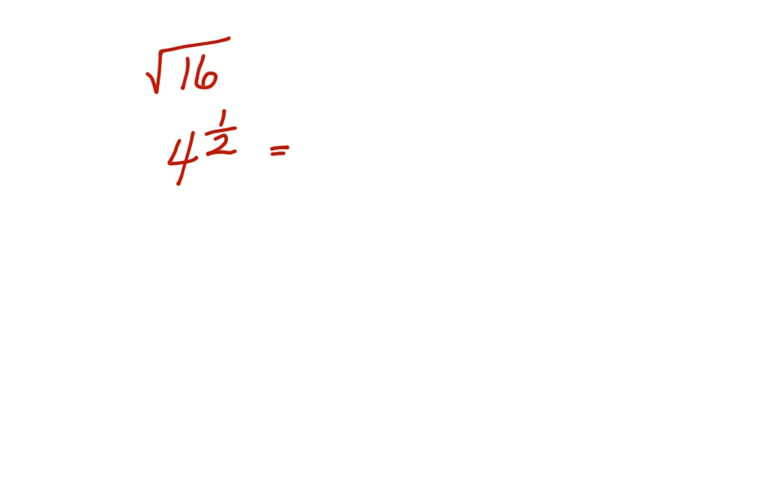 √16
4^(1/2) =